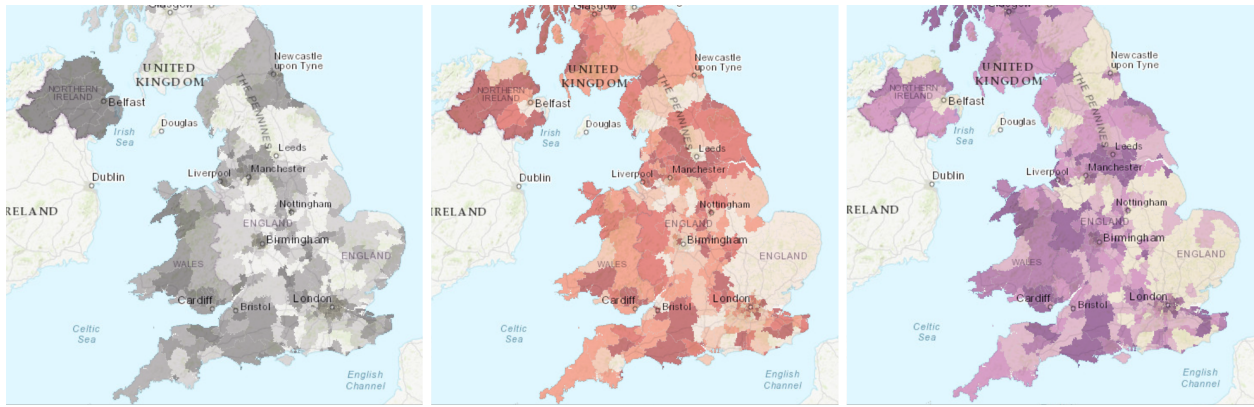 Glasgow
Newcastle
upon Tyne
UNITED
KINGDOM
THE PENNINES
NORTHERN
IRELAND
Belfast
Irish
Sea
Douglas
Leeds
Liverpool
Manchester
Dublin
Nottingham
IRELAND
ENGLAND
Birmingham
ENGLAND
WALES
Cardiff
Bristol
London
Celtic
Sea
English
Channel
Glasgow
Newcastle
upon Tyne
UNITED
KINGDOM
THE PENNINES
NORTHERN
IRELAND
Belfast
Irish
Sea
Douglas
Leeds
Liverpool
Manchester
Dublin
Nottingham
IRELAND
ENGLAND
Birmingham
ENGLAND
WALES
Cardiff
Bristol
London
Celtic
Sea
English
Channel
Newcastle
upon Tyne
UNITED
KINGDOM
THE PENNINES
NORTHERN
IRELAND
Belfast
Irish
Sea
Douglas
Leeds
Liverpool
Manchester
Dublin
Nottingham
IRELAND
ENGLAND
Birmingham
ENGLAND
WALES
Cardiff
Bristol
London
Celtic
Sea
English
Channel